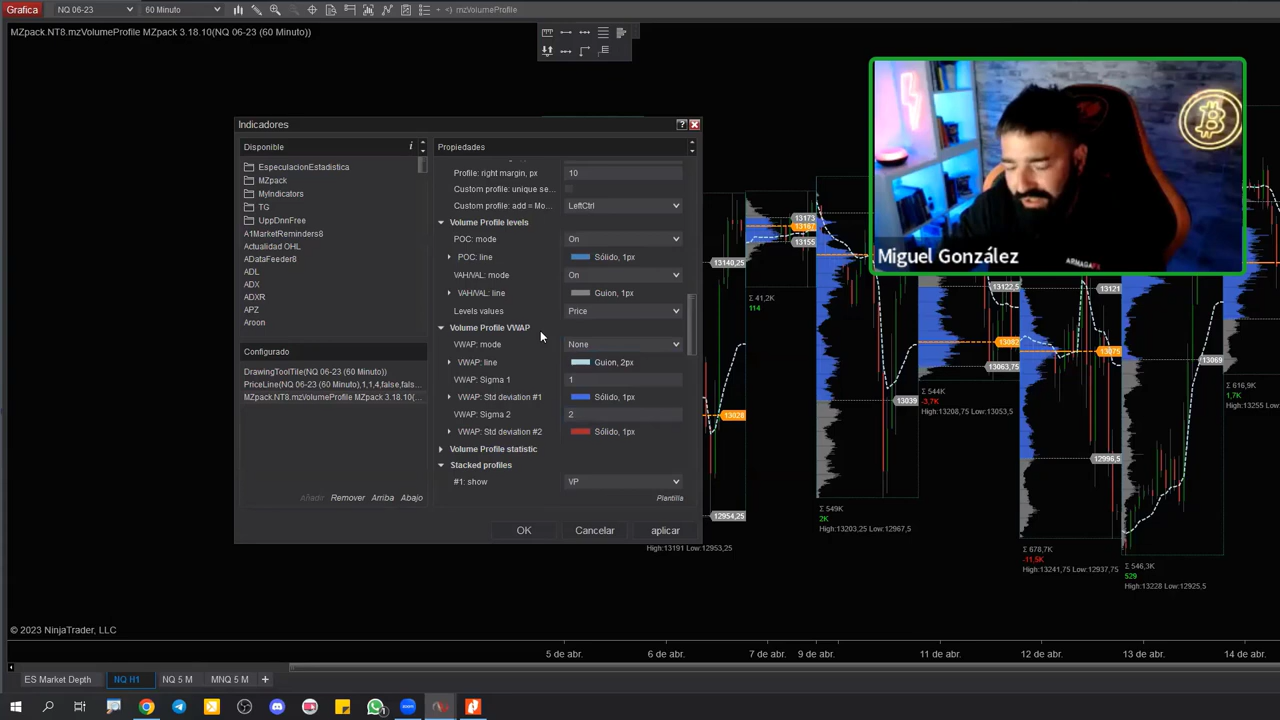 Grafica
NQ 06-23
60 Minuto
mzVolumeProfile
MZpack.NT8.mzVolumeProfile MZpack 3.18.10(NQ 06-23 (60 Minuto))
Indicadores
?
Disponible
i
Propiedades
EspeculacionEstadistica
MZpack
MyIndicators
TG
UppDnnFree
A1MarketReminders8
Actualidad OHL
ADataFeeder8
ADL
ADX
ADXR
APZ
Aroon
Configurado
DrawingToolTile(NQ 06-23 (60 Minuto))
PriceLine(NQ 06-23 (60 Minuto),1,1,4,false,fals...
MZpack.NT8.mzVolumeProfile MZpack 3.18.10(...
Añadir
Remover
Arriba
Abajo
Profile: right margin, px
10
Custom profile: unique se...
Custom profile: add = Mo...
LeftCtrl
Volume Profile levels
POC: mode
On
POC: line
Sólido, 1px
VAH/VAL: mode
On
VAH/VAL: line
Guion, 1px
Levels values
Price
Volume Profile VWAP
VWAP: mode
None
VWAP: line
Guion, 2px
VWAP: Sigma 1
1
VWAP: Std deviation #1
Sólido, 1px
VWAP: Sigma 2
2
VWAP: Std deviation #2
Sólido, 1px
Volume Profile statistic
Stacked profiles
#1: show
VP
Plantilla
OK
Cancelar
aplicar
Miguel González
13173
13167
13155
13140,25
Σ 41,2K
114
13028
12954,25
High:13191 Low:12953,25
13039
Σ 549K
2K
High:13203,25 Low:12967,5
13122,5
13082
13063,75
Σ 544K
-3,7K
High:13208,75 Low:13053,5
13121
13075
12996,5
Σ 678,7K
-11,5K
High:13241,75 Low:12937,75
13069
Σ 546,3K
529
High:13228 Low:12925,5
Σ 616,9K
1,7K
High:13255 Low:
© 2023 NinjaTrader, LLC
5 de abr.
6 de abr.
7 de abr.
9 de abr.
11 de abr.
12 de abr.
13 de abr.
14 de abr.
ES Market Depth
NQ H1
NQ 5 M
MNQ 5 M
+